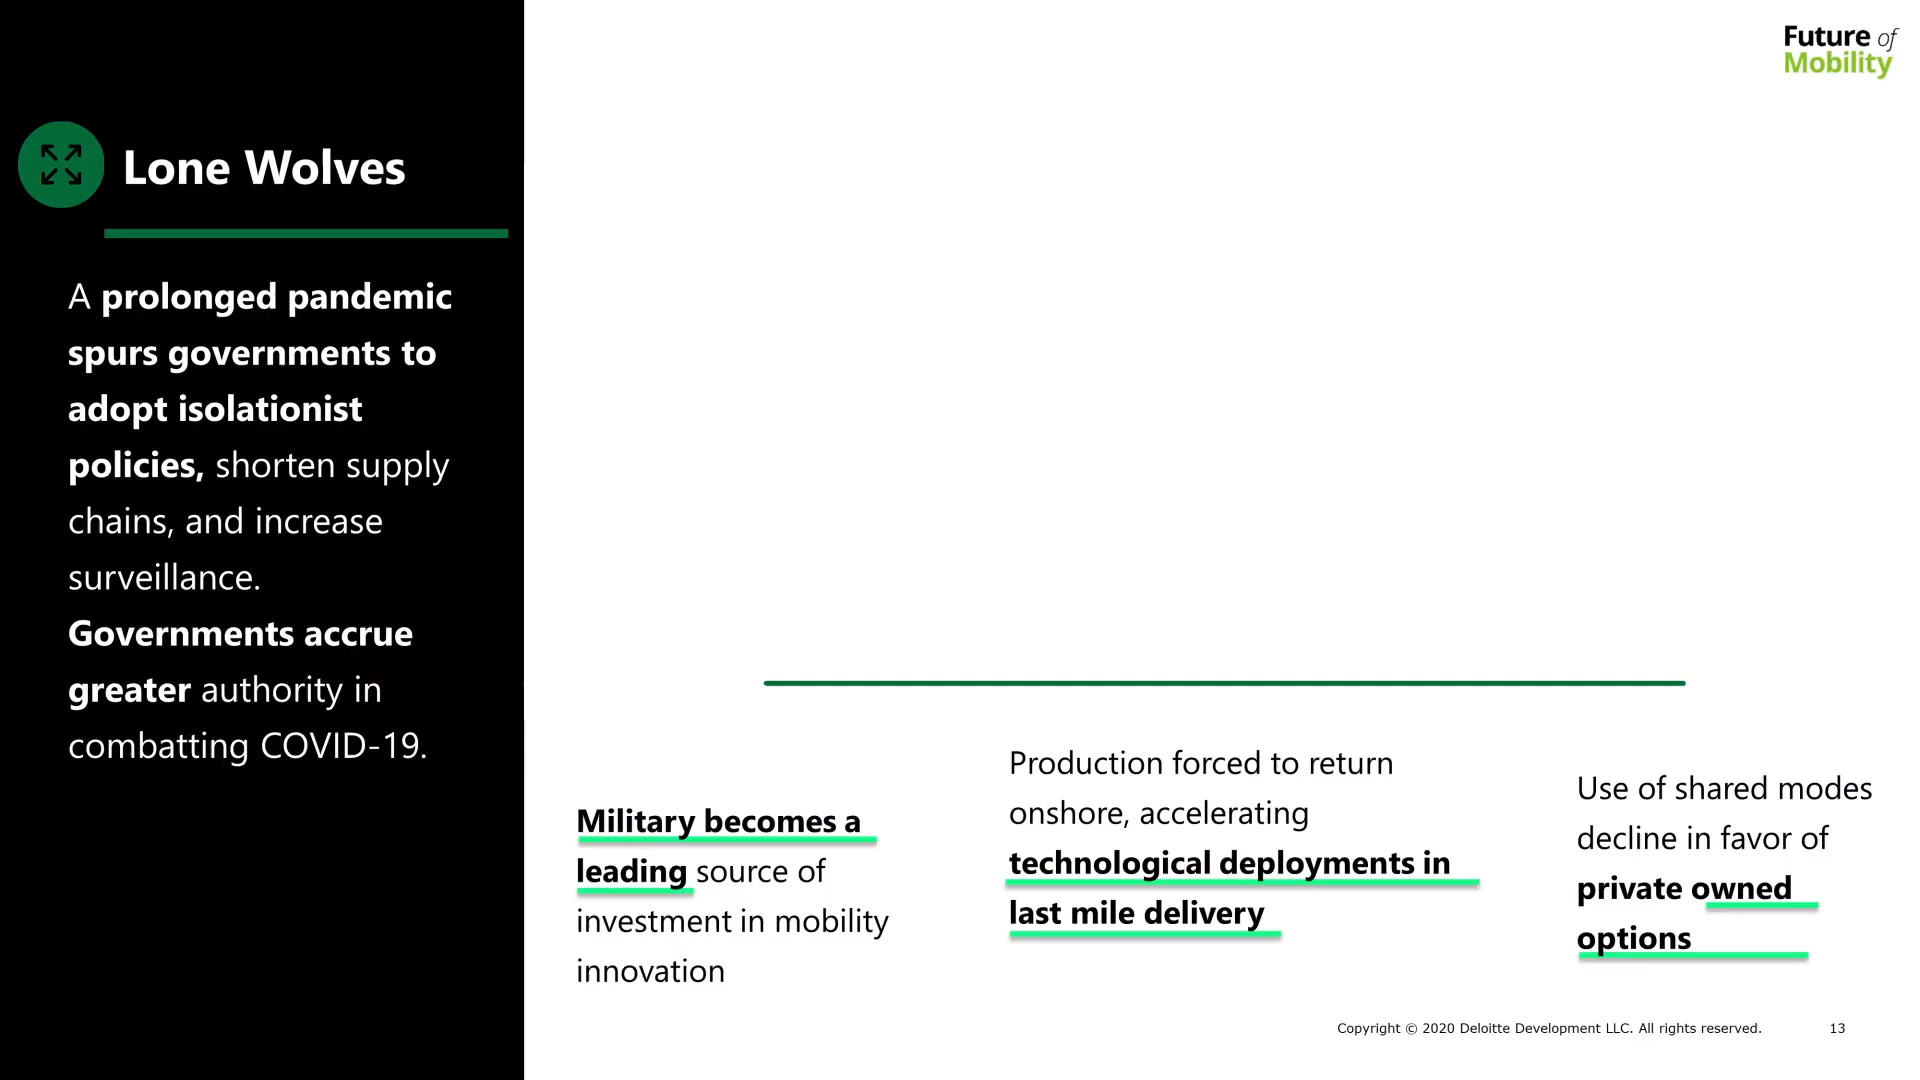 Future of
Mobility
Lone Wolves
A prolonged pandemic
spurs governments to
adopt isolationist
policies, shorten supply
chains, and increase
surveillance.
Governments accrue
greater authority in
combatting COVID-19.
Military becomes a
leading source of
investment in mobility
innovation
Production forced to return
onshore, accelerating
technological deployments in
last mile delivery
Use of shared modes
decline in favor of
private owned
options
Copyright © 2020 Deloitte Development LLC. All rights reserved.
13